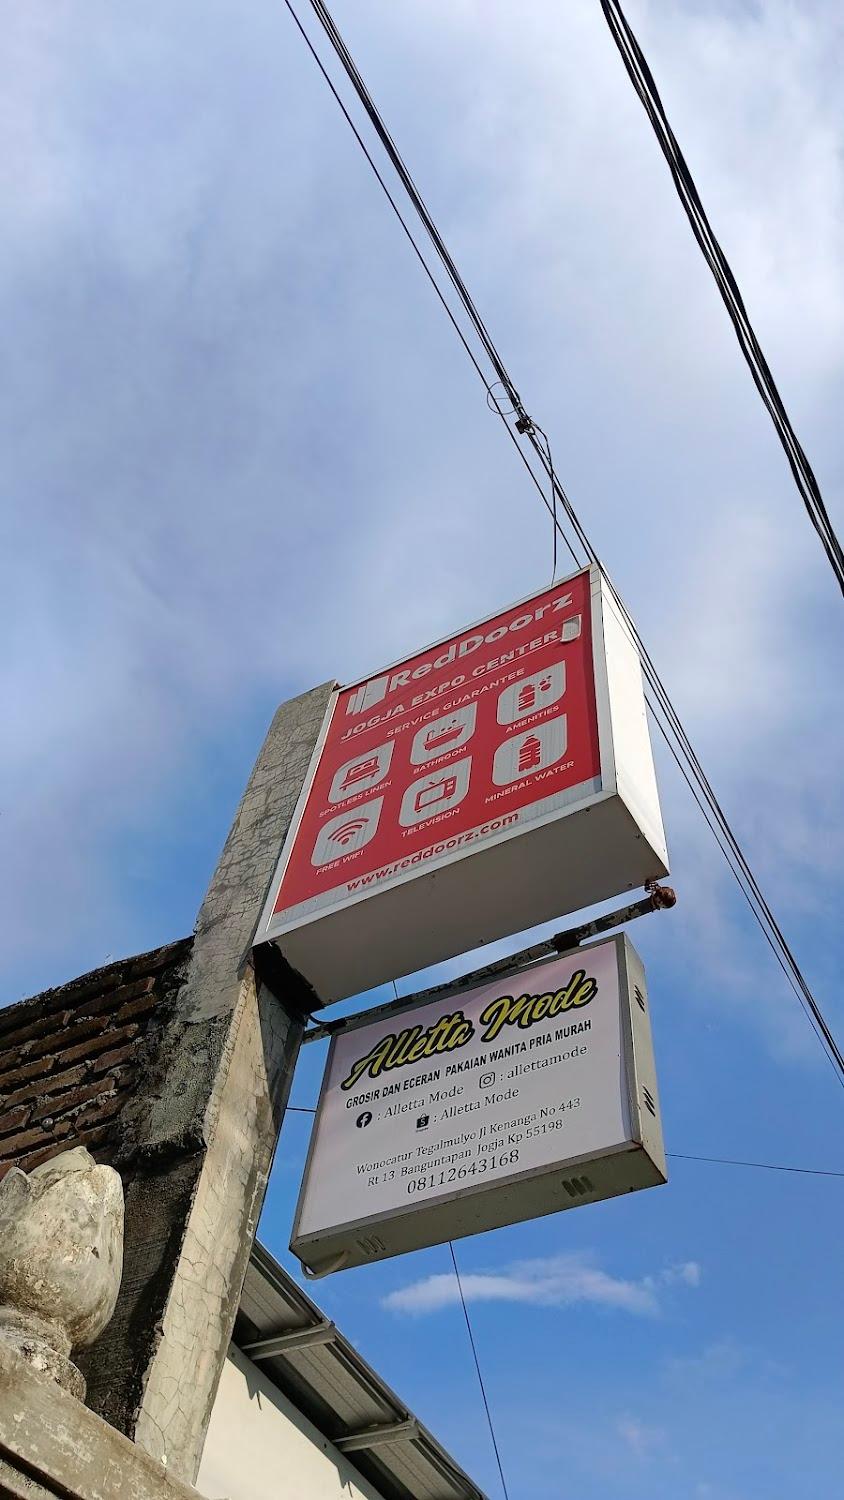 RedDoorz
JOGJA EXPO CENTER
SERVICE GUARANTEE
SPOTLESS LINEN
BATHROOM
AMENITIES
FREE WIFI
TELEVISION
MINERAL WATER
www.reddoorz.com
Alletta Mode
GROSIR DAN ECERAN PAKAIAN WANITA PRIA MURAH
: Alletta Mode : allettamode
: Alletta Mode
Wonocatur Tegalmulyo Jl Kenanga No 443
Rt 13 Banguntapan Jogja Kp 55198
08112643168